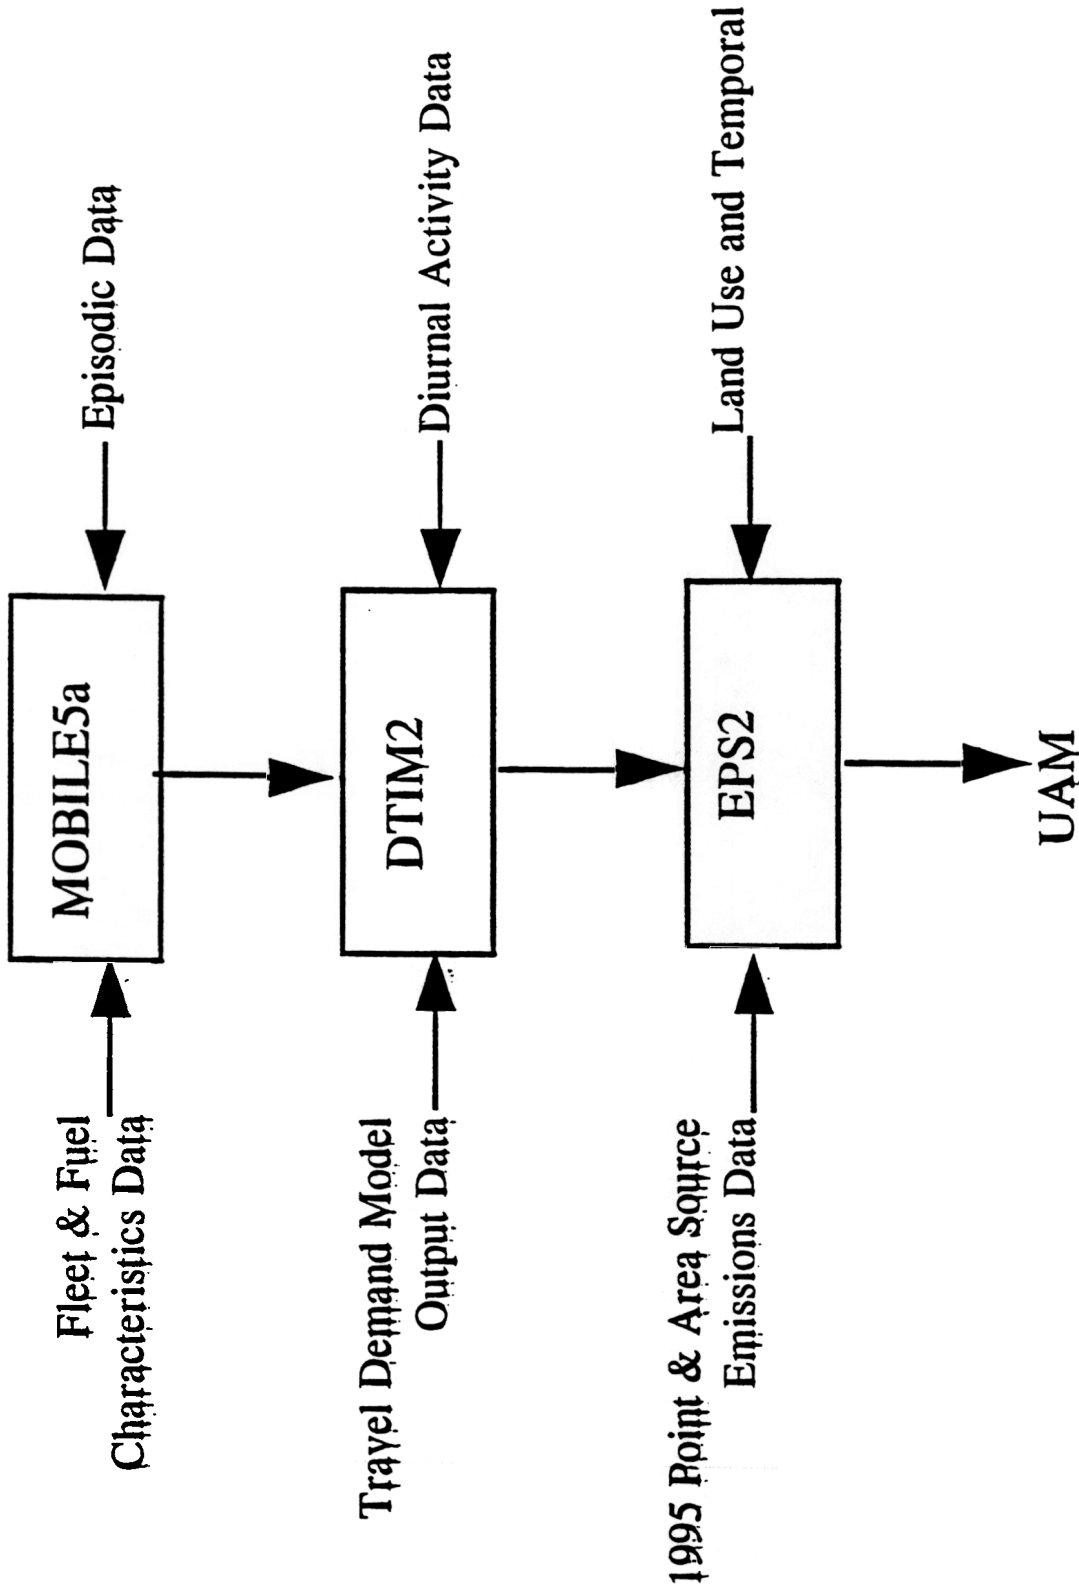 Fleet & Fuel
Characteristics Data
MOBILE5a
Episodic Data
Travel Demand Model
Output Data
DTIM2
Diurnal Activity Data
1995 Point & Area Source
Emissions Data
EPS2
Land Use and Temporal
UAM